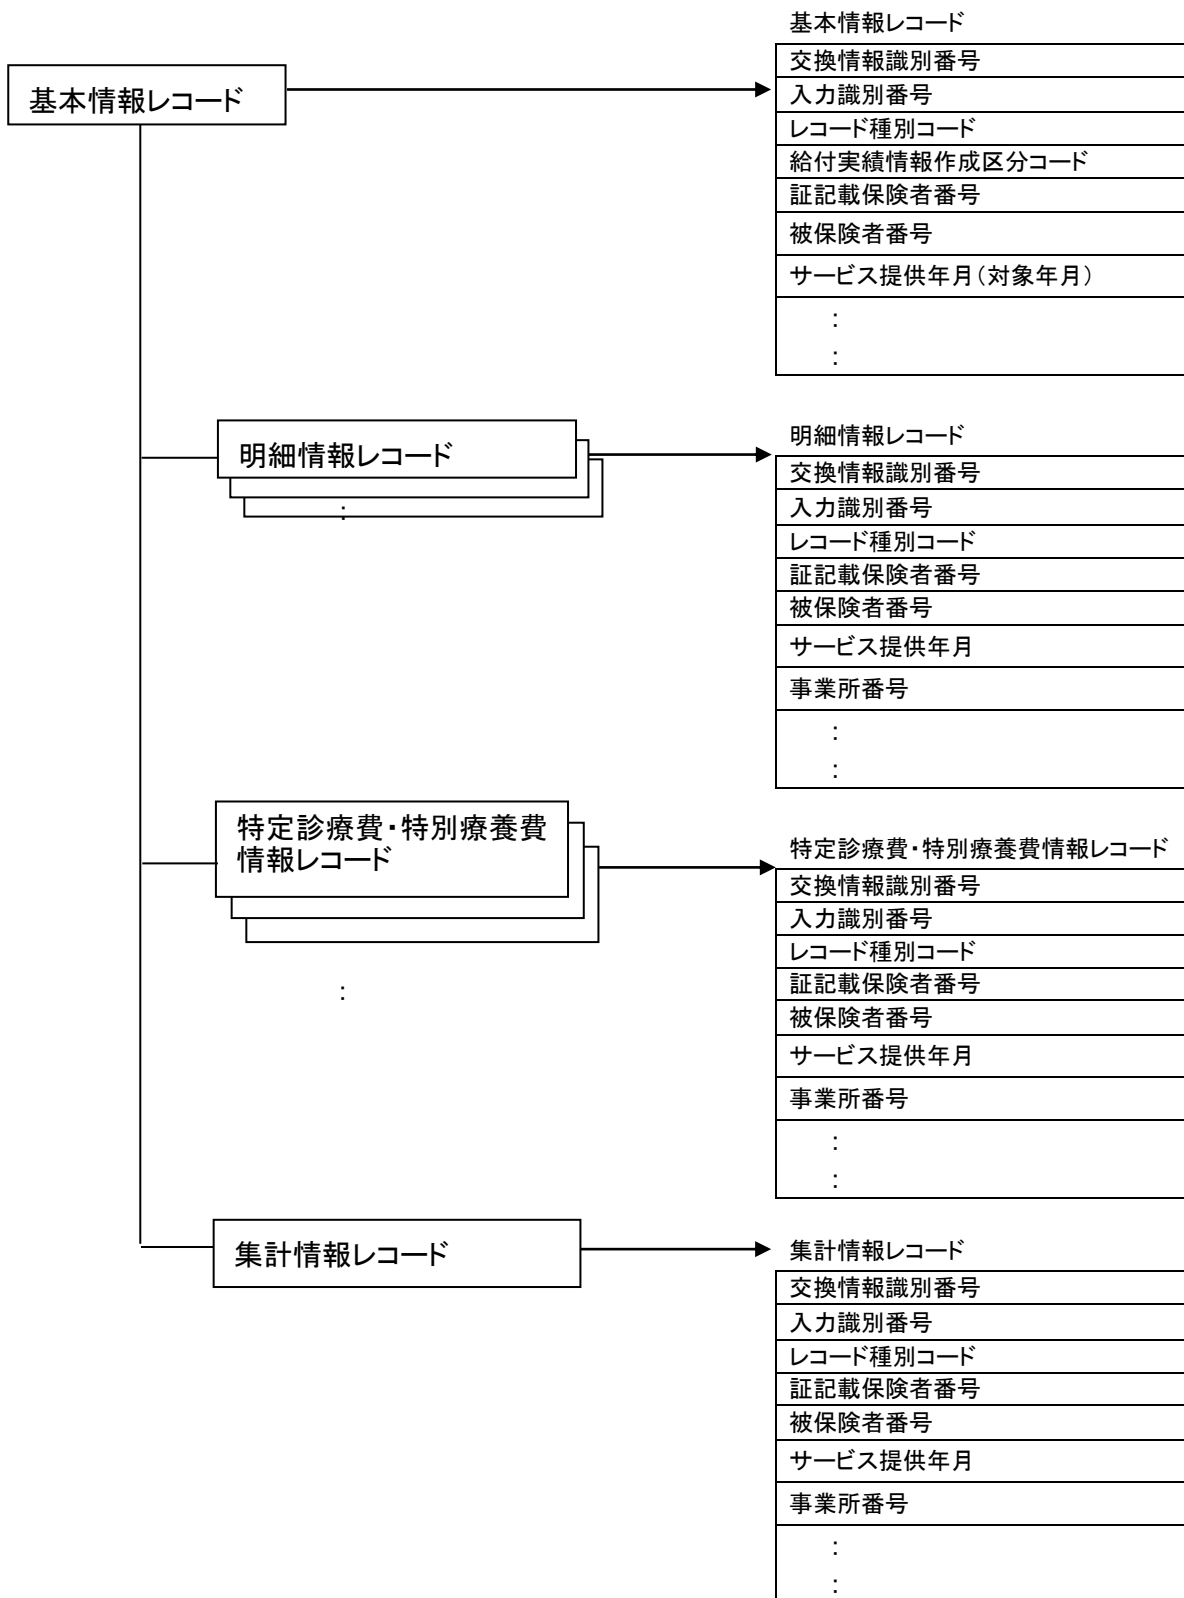 基本情報レコード
基本情報レコード
交換情報識別番号
入力識別番号
レコード種別コード
給付実績情報作成区分コード
証記載保険者番号
被保険者番号
サービス提供年月(対象年月)
:
:
明細情報レコード
:
明細情報レコード
交換情報識別番号
入力識別番号
レコード種別コード
証記載保険者番号
被保険者番号
サービス提供年月
事業所番号
:
:
特定診療費・特別療養費
情報レコード
:
特定診療費・特別療養費情報レコード
交換情報識別番号
入力識別番号
レコード種別コード
証記載保険者番号
被保険者番号
サービス提供年月
事業所番号
:
:
集計情報レコード
集計情報レコード
交換情報識別番号
入力識別番号
レコード種別コード
証記載保険者番号
被保険者番号
サービス提供年月
事業所番号
:
: